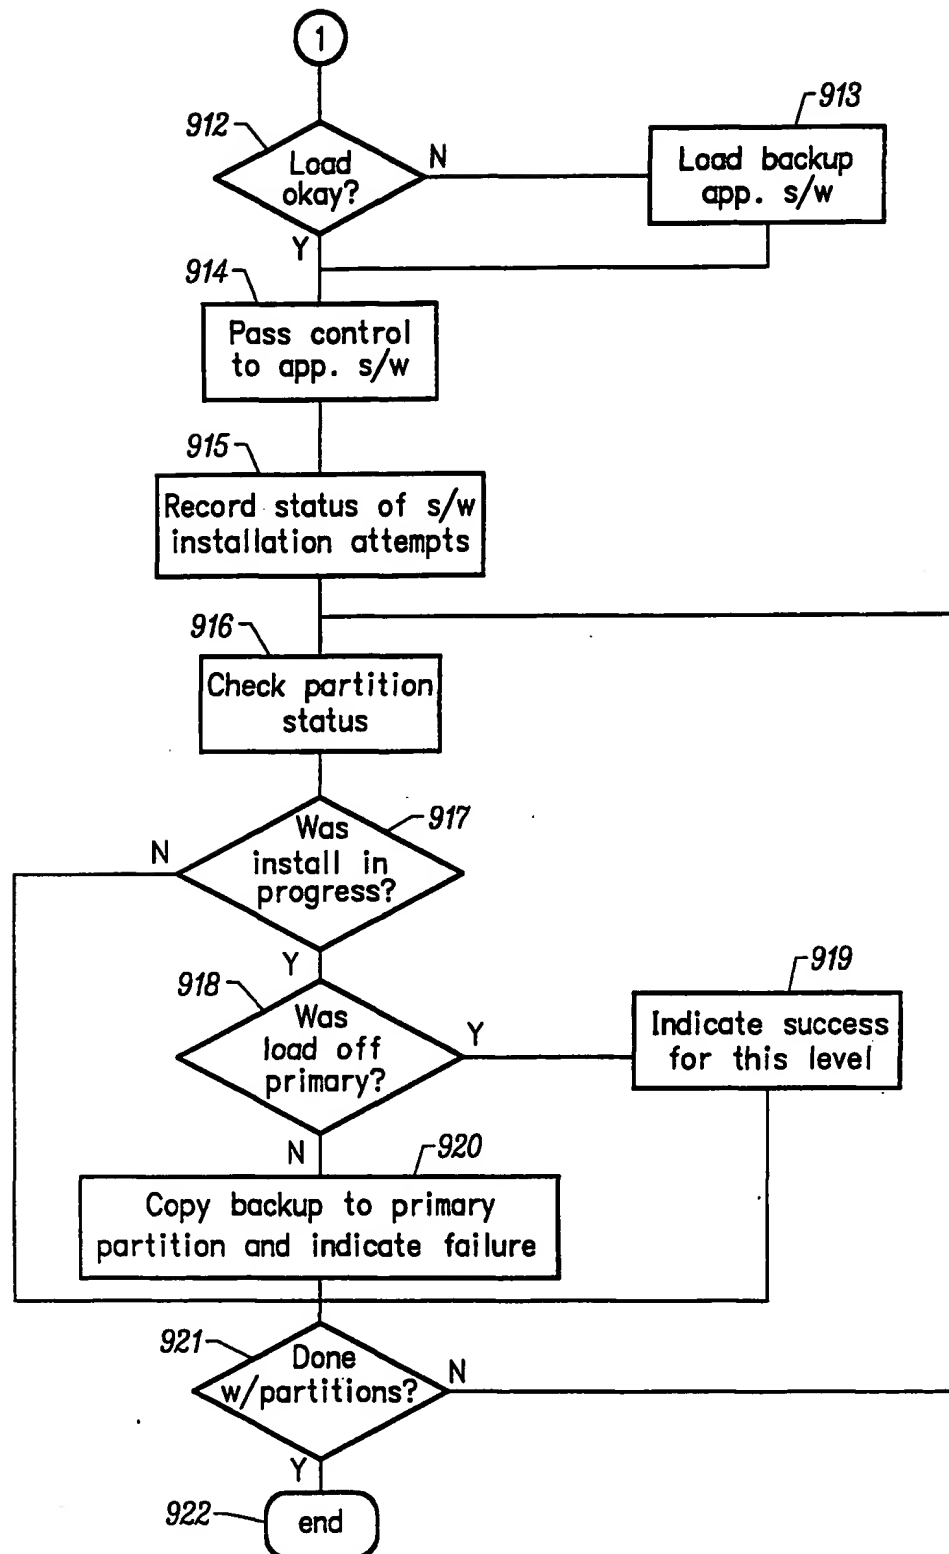 1
912
Load
okay?
N
Y
913
Load backup
app. s/w
914
Pass control
to app. s/w
915
Record status of s/w
installation attempts
916
Check partition
status
917
Was
install in
progress?
N
Y
918
Was
load off
primary?
Y
N
919
Indicate success
for this level
920
Copy backup to primary
partition and indicate failure
921
Done
w/partitions?
N
Y
922
end